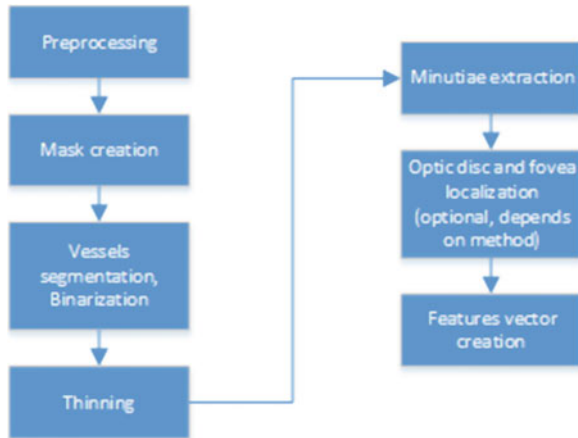 Preprocessing
Mask creation
Vessels
segmentation,
Binarization
Thinning
Minutiae extraction
Optic disc and fovea
localization
(optional, depends
on method)
Features vector
creation